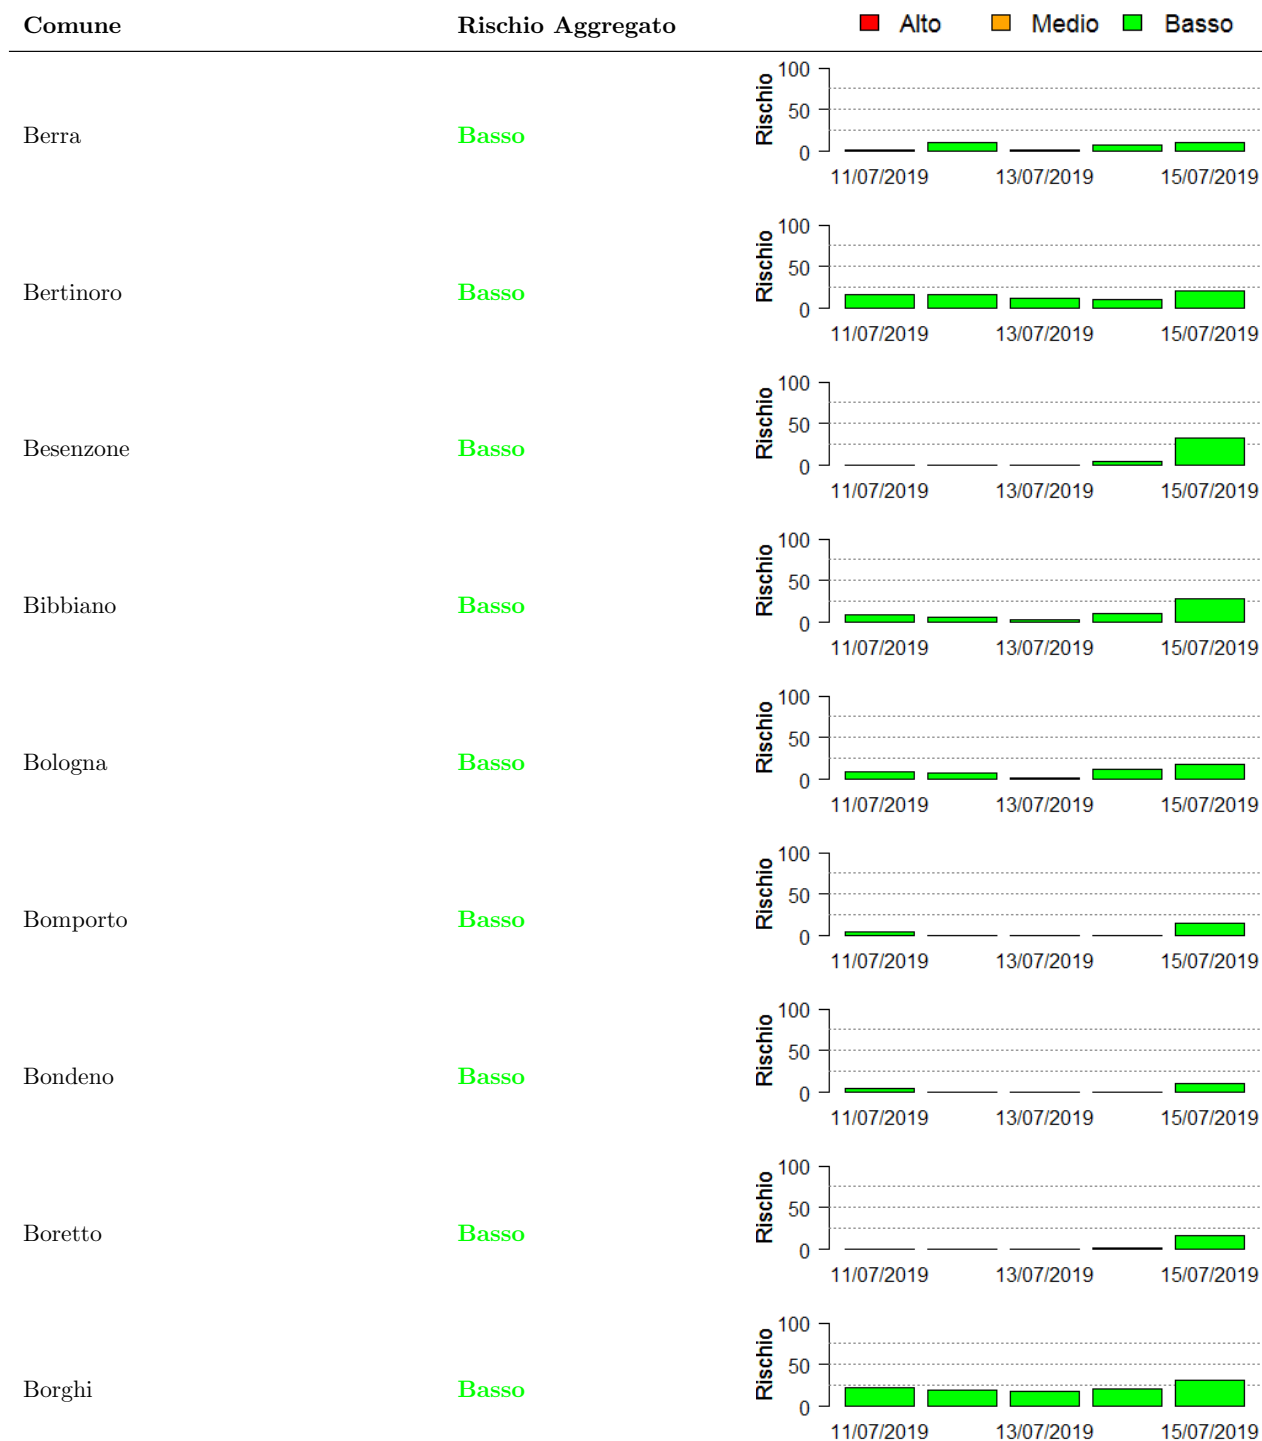 Comune Rischio Aggregato Alto Medio Basso
Berra Basso
Rischio
100
50
0
11/07/2019 13/07/2019 15/07/2019
Bertinoro Basso
Rischio
100
50
0
11/07/2019 13/07/2019 15/07/2019
Besenzone Basso
Rischio
100
50
0
11/07/2019 13/07/2019 15/07/2019
Bibbiano Basso
Rischio
100
50
0
11/07/2019 13/07/2019 15/07/2019
Bologna Basso
Rischio
100
50
0
11/07/2019 13/07/2019 15/07/2019
Bomporto Basso
Rischio
100
50
0
11/07/2019 13/07/2019 15/07/2019
Bondeno Basso
Rischio
100
50
0
11/07/2019 13/07/2019 15/07/2019
Boretto Basso
Rischio
100
50
0
11/07/2019 13/07/2019 15/07/2019
Borghi Basso
Rischio
100
50
0
11/07/2019 13/07/2019 15/07/2019